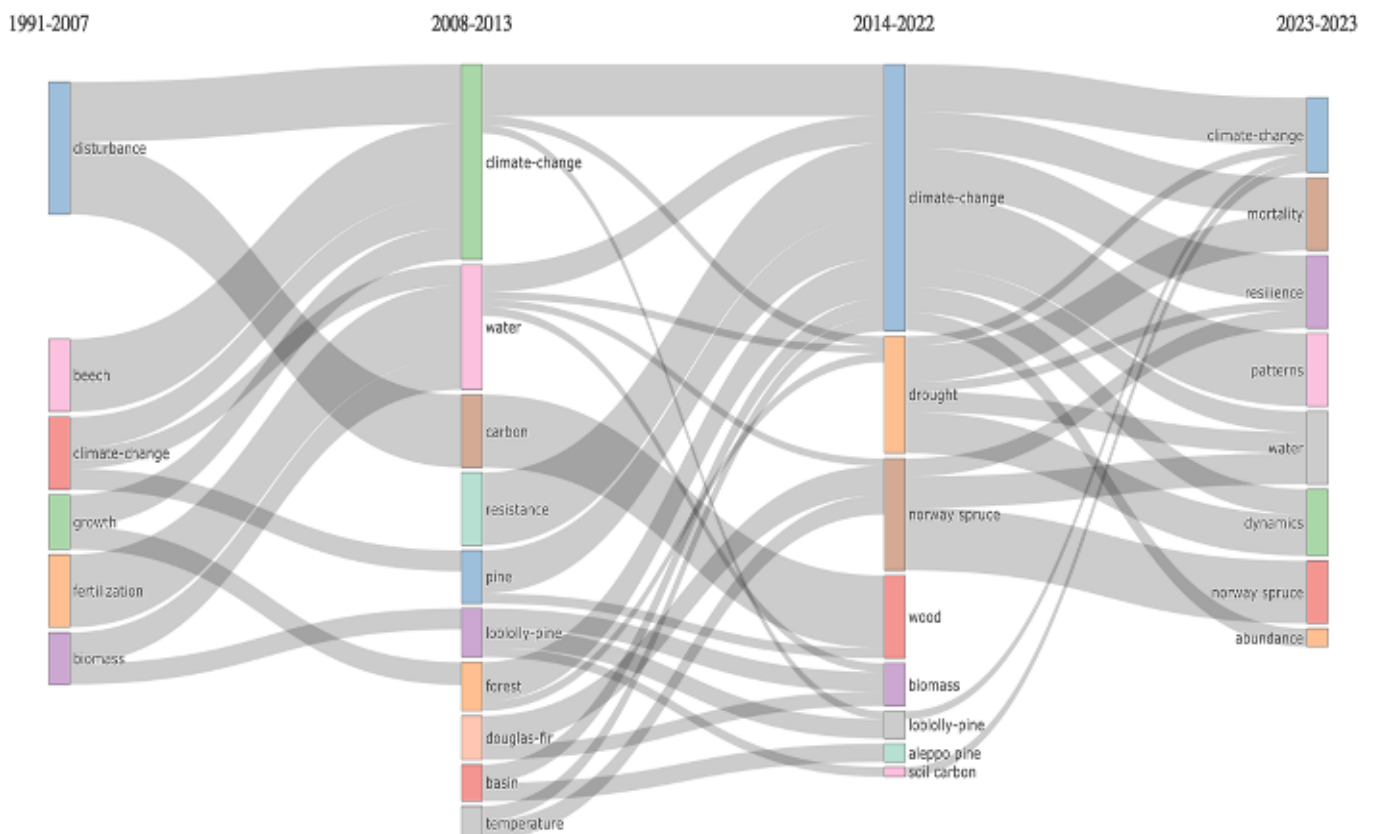 1991-2007
2008-2013
2014-2022
2023-2023
disturbance
beech
climate-change
growth
fertilization
biomass
climate-change
water
carbon
resistance
pine
loblolly-pine
forest
douglas-fir
basin
temperature
climate-change
drought
norway spruce
wood
biomass
loblolly-pine
aleppo pine
soil carbon
climate-change
mortality
resilience
patterns
water
dynamics
norway spruce
abundance